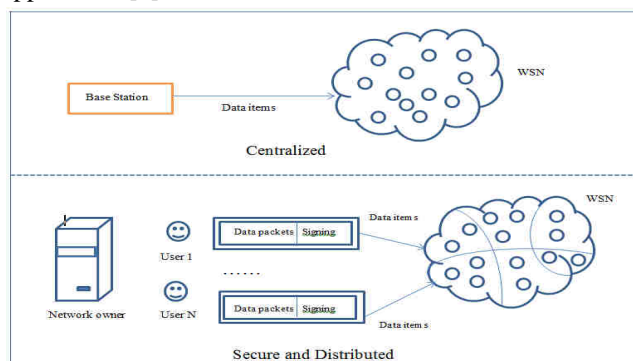 WSN
Base Station
Data items
Centralized
WSN
Data items
Data packets Signing
User 1
......
Data packets Signing
Network owner
User N
Data items
Secure and Distributed